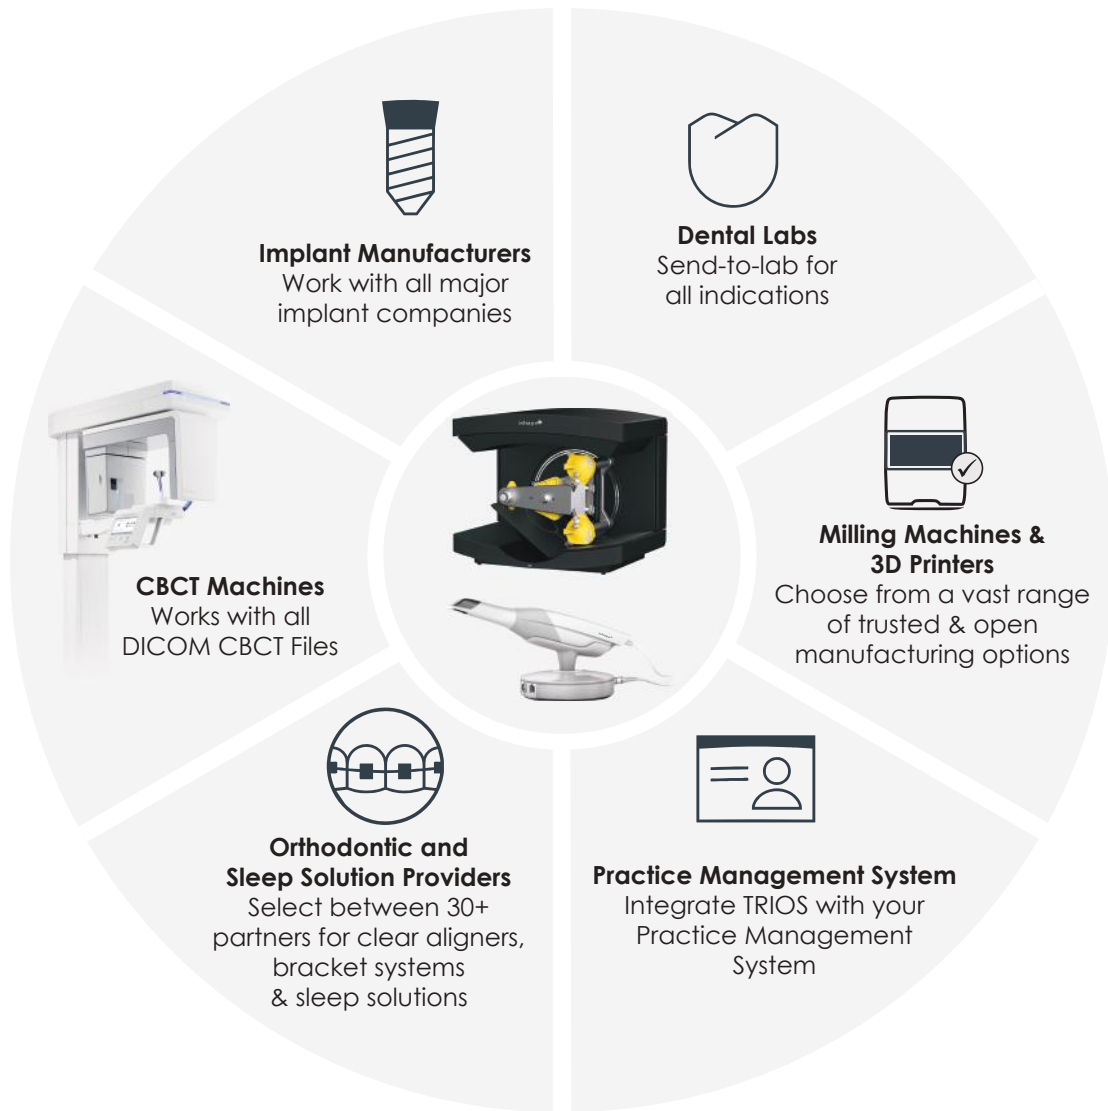 Implant Manufacturers
Work with all major
implant companies
Dental Labs
Send-to-lab for
all indications
CBCT Machines
Works with all
DICOM CBCT Files
Milling Machines &
3D Printers
Choose from a vast range
of trusted & open
manufacturing options
Orthodontic and
Sleep Solution Providers
Select between 30+
partners for clear aligners,
bracket systems
& sleep solutions
Practice Management System
Integrate TRIOS with your
Practice Management
System